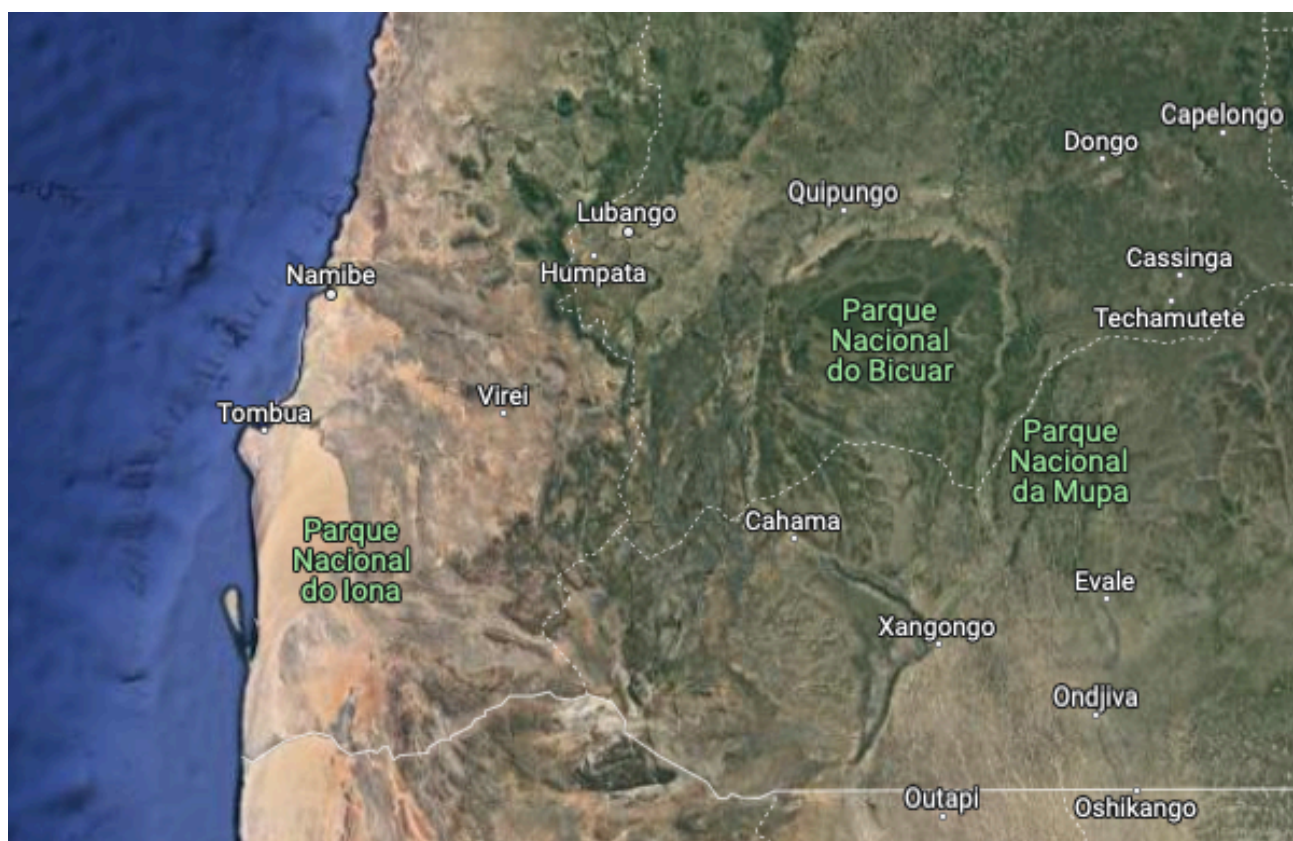 Capelongo
Dongo
Quipungo
Lubango
Cassinga
Humpata
Namibe
Parque
Nacional
do Bicuar
Techamutete
Virei
Tombua
Parque
Nacional
da Mupa
Cahama
Parque
Nacional
do Iona
Evale
Xangongo
Ondjiva
Outapi
Oshikango